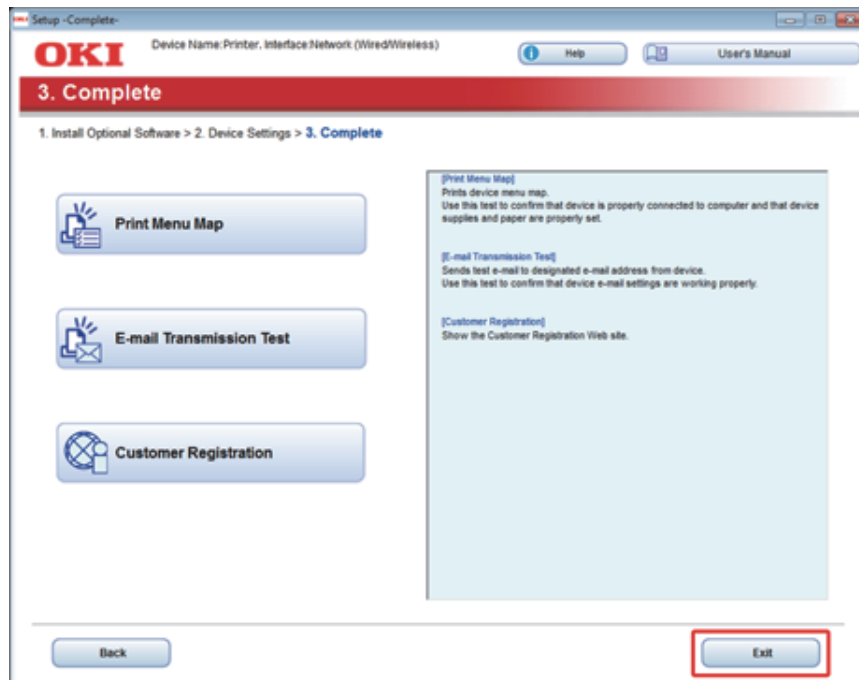 OKI Setup -Complete-
OKI
Device Name:Printer, Interface:Network (Wired/Wireless)
Help
User's Manual
3. Complete
1. Install Optional Software > 2. Device Settings > 3. Complete
Print Menu Map
E-mail Transmission Test
Customer Registration
[Print Menu Map]
Prints device menu map.
Use this test to confirm that device is properly connected to computer and that device
supplies and paper are properly set.
[E-mail Transmission Test]
Sends test e-mail to designated e-mail address from device.
Use this test to confirm that device e-mail settings are working properly.
[Customer Registration]
Show the Customer Registration Web site.
Back
Exit